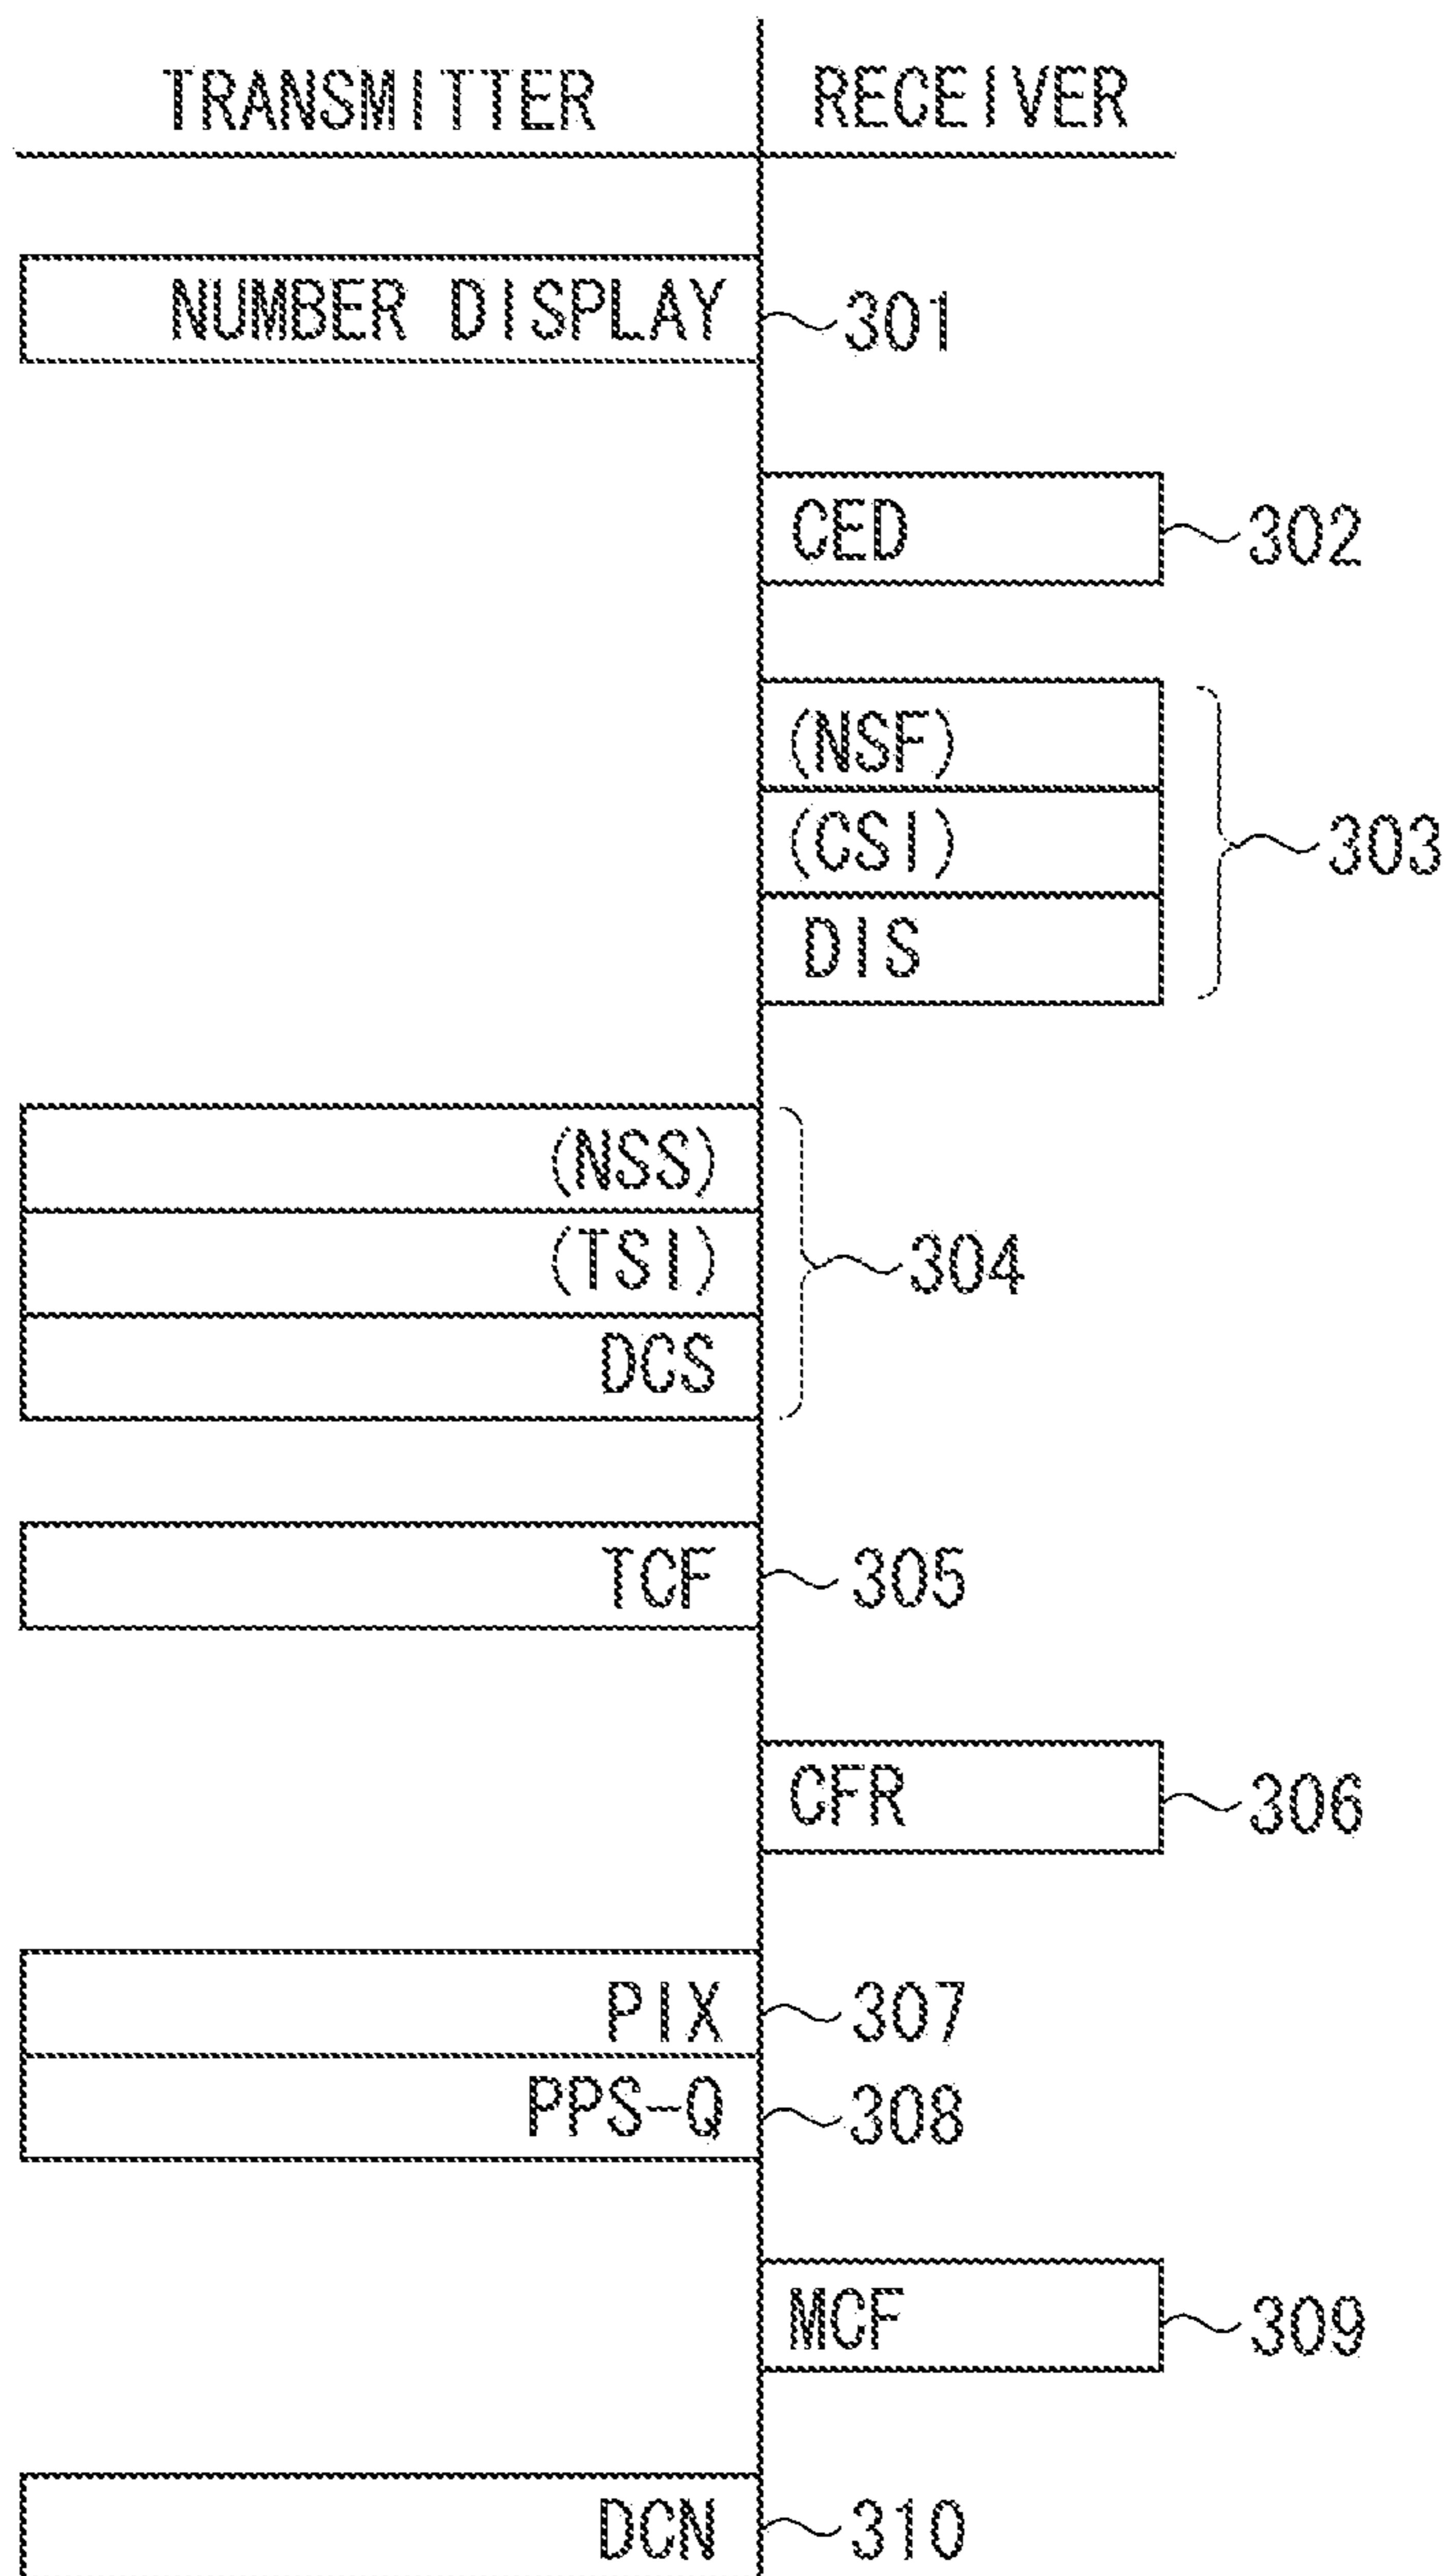 TRANSMITTER RECEIVER
NUMBER DISPLAY 301
CED 302
(NSF)
(CSI) 303
DIS
(NSS)
(TSI) 304
DCS
TCF 305
CFR 306
PIX 307
PPS-Q 308
MCF 309
DCN 310